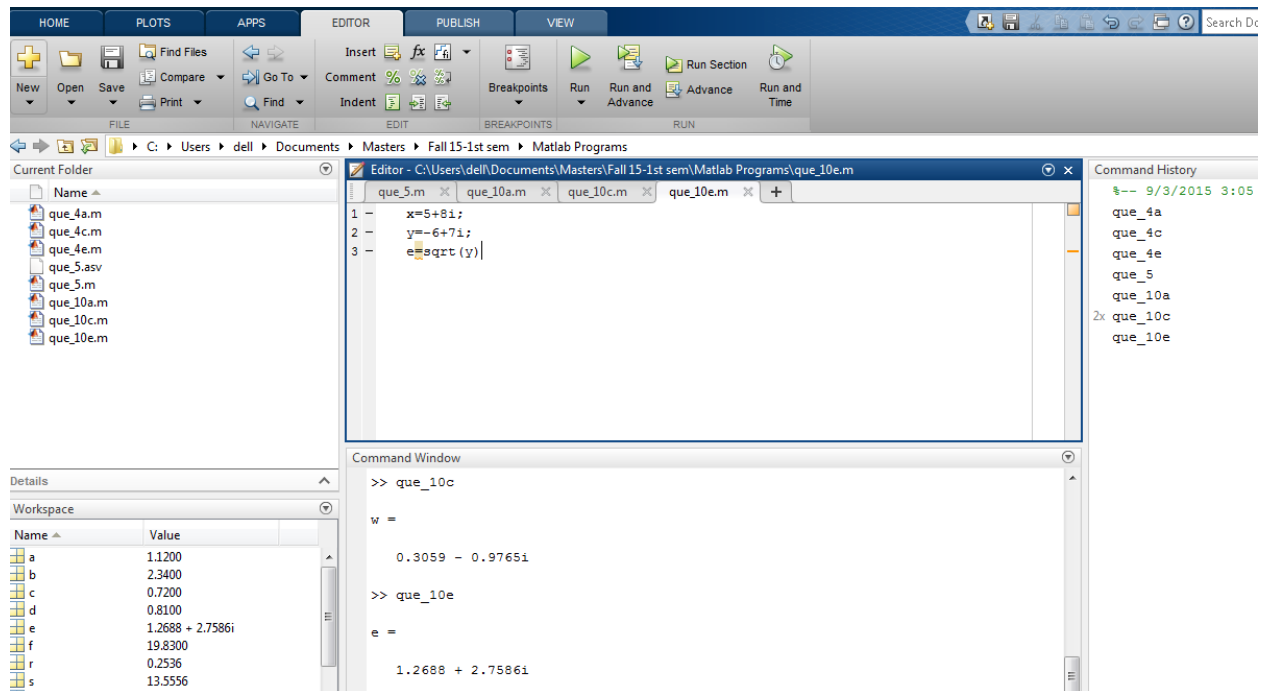 HOME PLOTS APPS EDITOR PUBLISH VIEW Search Do
New Open Save Find Files Compare Print
Go To Find
Insert fx
Comment
Indent
Breakpoints Run Run and Advance Run Section Advance Run and Time
FILE NAVIGATE EDIT BREAKPOINTS RUN
C: Users dell Documents Masters Fall 15-1st sem Matlab Programs
Current Folder
Name
que_4a.m
que_4c.m
que_4e.m
que_5.asv
que_5.m
que_10a.m
que_10c.m
que_10e.m
Details
Workspace
Name Value
a 1.1200
b 2.3400
c 0.7200
d 0.8100
e 1.2688 + 2.7586i
f 19.8300
r 0.2536
s 13.5556
Editor - C:\Users\dell\Documents\Masters\Fall 15-1st sem\Matlab Programs\que_10e.m
que_5.m que_10a.m que_10c.m que_10e.m +
1 - x=5+8i;
2 - y=-6+7i;
3 - e=sqrt(y)
Command Window
>> que_10c
w =
0.3059 - 0.9765i
>> que_10e
e =
1.2688 + 2.7586i
Command History
%-- 9/3/2015 3:05
que_4a
que_4c
que_4e
que_5
que_10a
2x que_10c
que_10e